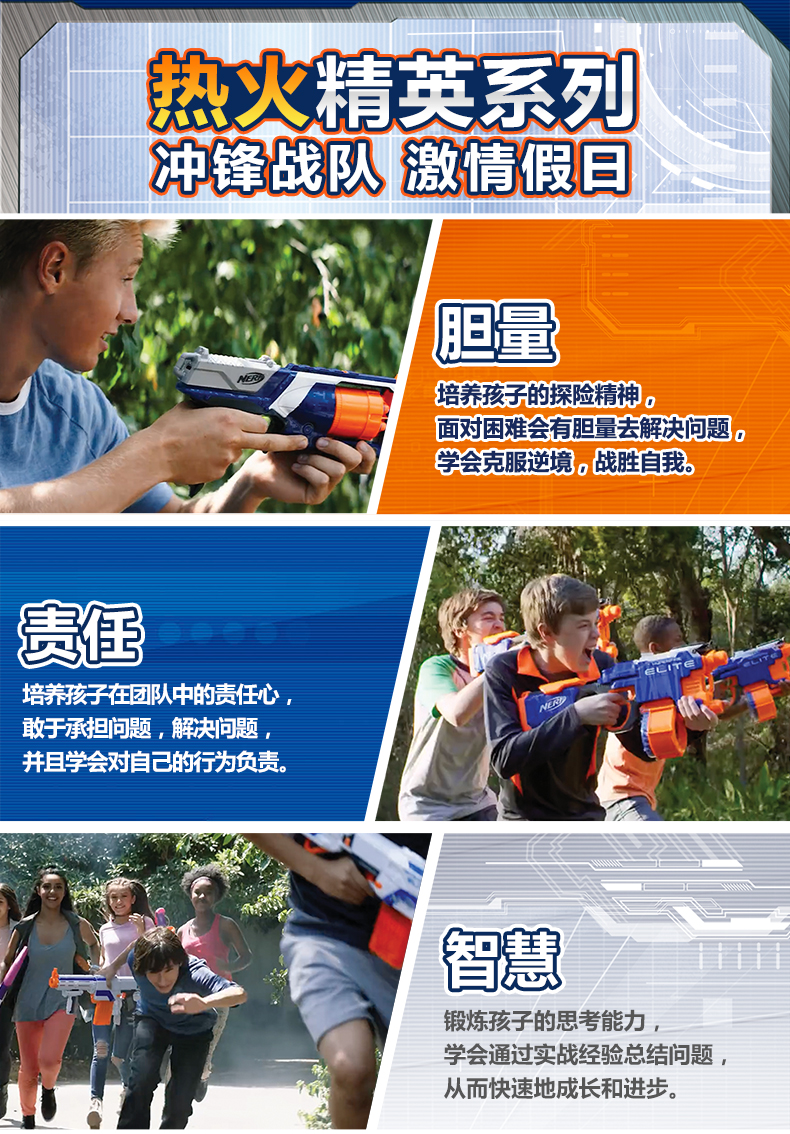 热火精英系列
冲锋战队 激情假日
NERF
胆量
培养孩子的探险精神，
面对困难会有胆量去解决问题，
学会克服逆境，战胜自我。
责任
培养孩子在团队中的责任心，
敢于承担问题，解决问题，
并且学会对自己的行为负责。
ELITE
ELITE
NERF
智慧
锻炼孩子的思考能力，
学会通过实战经验总结问题，
从而快速地成长和进步。